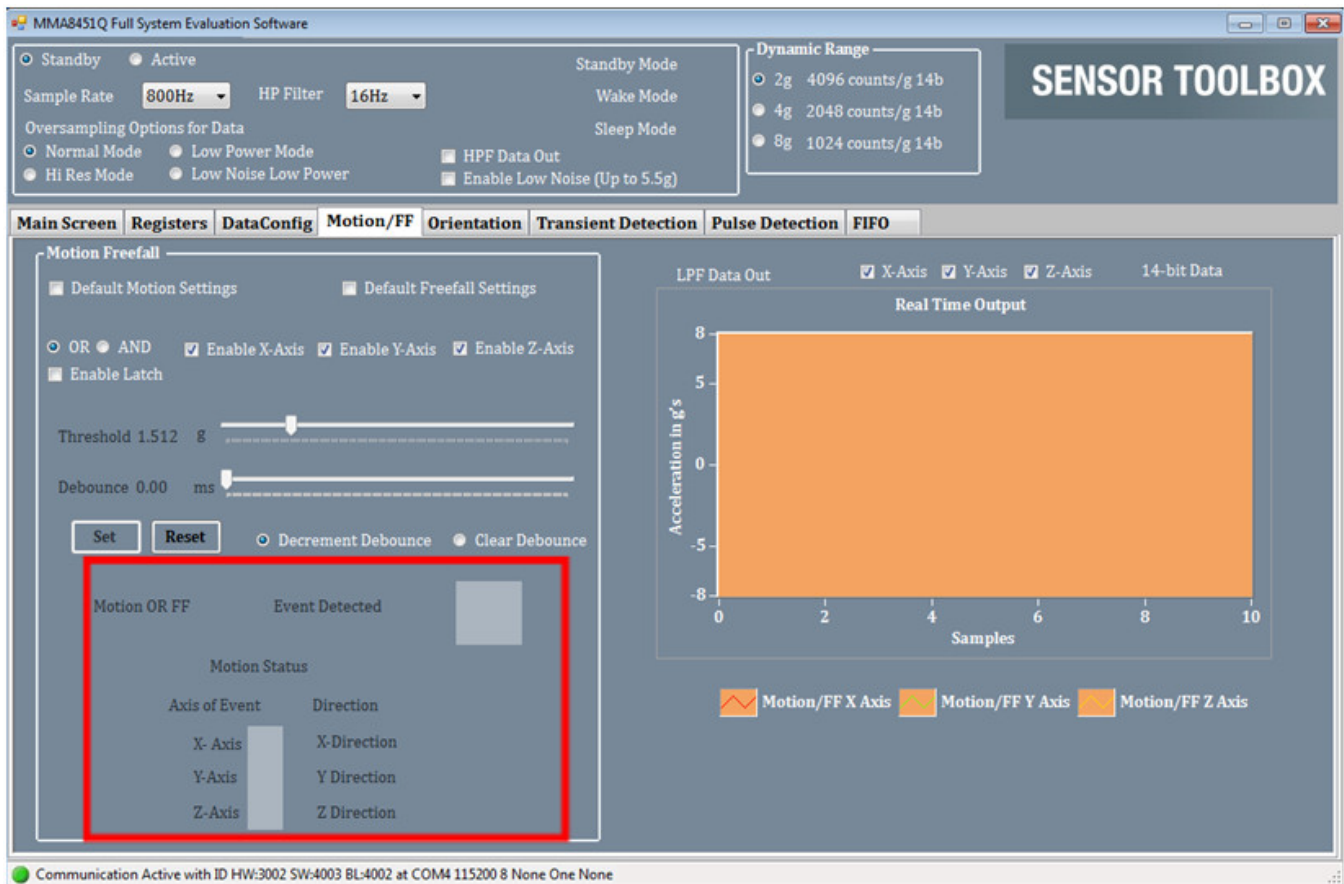 MMA8451Q Full System Evaluation Software
Standby Active Standby Mode
Sample Rate 800Hz HP Filter 16Hz Wake Mode
Oversampling Options for Data Sleep Mode
Normal Mode Low Power Mode HPF Data Out
Hi Res Mode Low Noise Low Power Enable Low Noise (Up to 5.5g)
Dynamic Range
2g 4096 counts/g 14b
4g 2048 counts/g 14b
8g 1024 counts/g 14b
SENSOR TOOLBOX
Main Screen Registers DataConfig Motion/FF Orientation Transient Detection Pulse Detection FIFO
Motion Freefall
Default Motion Settings Default Freefall Settings
OR AND Enable X-Axis Enable Y-Axis Enable Z-Axis
Enable Latch
Threshold 1.512 g
Debounce 0.00 ms
Set Reset Decrement Debounce Clear Debounce
Motion OR FF Event Detected
Motion Status
Axis of Event Direction
X- Axis X-Direction
Y-Axis Y Direction
Z-Axis Z Direction
LPF Data Out X-Axis Y-Axis Z-Axis 14-bit Data
Real Time Output
Acceleration in g's
8
5
0
-5
-8
0 2 4 6 8 10
Samples
Motion/FF X Axis Motion/FF Y Axis Motion/FF Z Axis
Communication Active with ID HW:3002 SW:4003 BL:4002 at COM4 115200 8 None One None